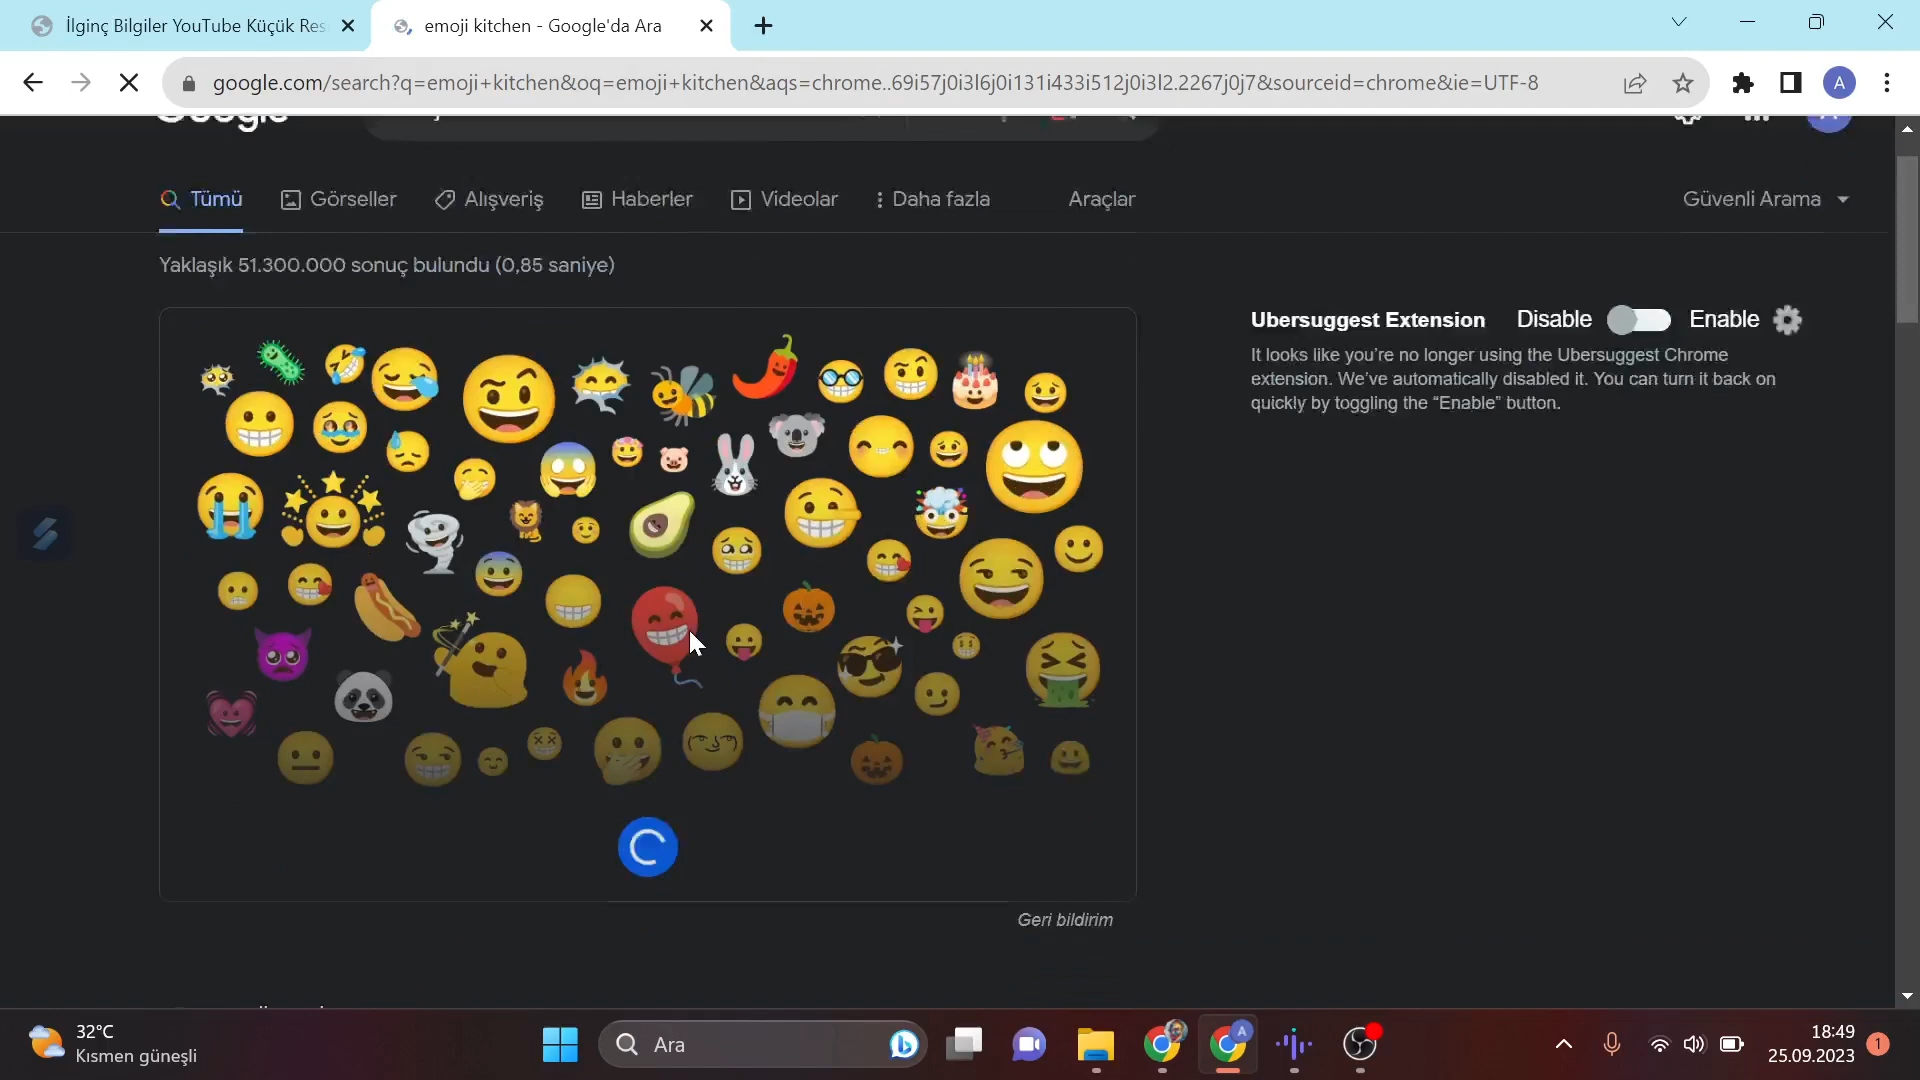 İlginç Bilgiler YouTube Küçük Res
emoji kitchen - Google'da Ara
google.com/search?q=emoji+kitchen&oq=emoji+kitchen&aqs=chrome..69i57j0i3l6j0i131i433i512j0i3l2.2267j0j7&sourceid=chrome&ie=UTF-8
A
Google
Tümü
Görseller
Alışveriş
Haberler
Videolar
Daha fazla
Araçlar
Güvenli Arama
Yaklaşık 51.300.000 sonuç bulundu (0,85 saniye)
Ubersuggest Extension Disable Enable
It looks like you're no longer using the Ubersuggest Chrome
extension. We've automatically disabled it. You can turn it back on
quickly by toggling the “Enable” button.
Geri bildirim
32°C
Kısmen güneşli
Ara
A
18:49
25.09.2023
1